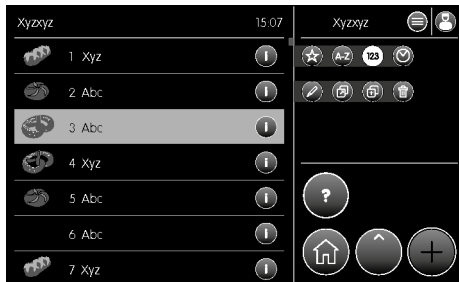 Xyzxyz 15:07 Xyzxyz
1 Xyz i
A-Z 123
2 Abc i
3 Abc i
4 Xyz i
5 Abc i
?
6 Abc i
7 Xyz i